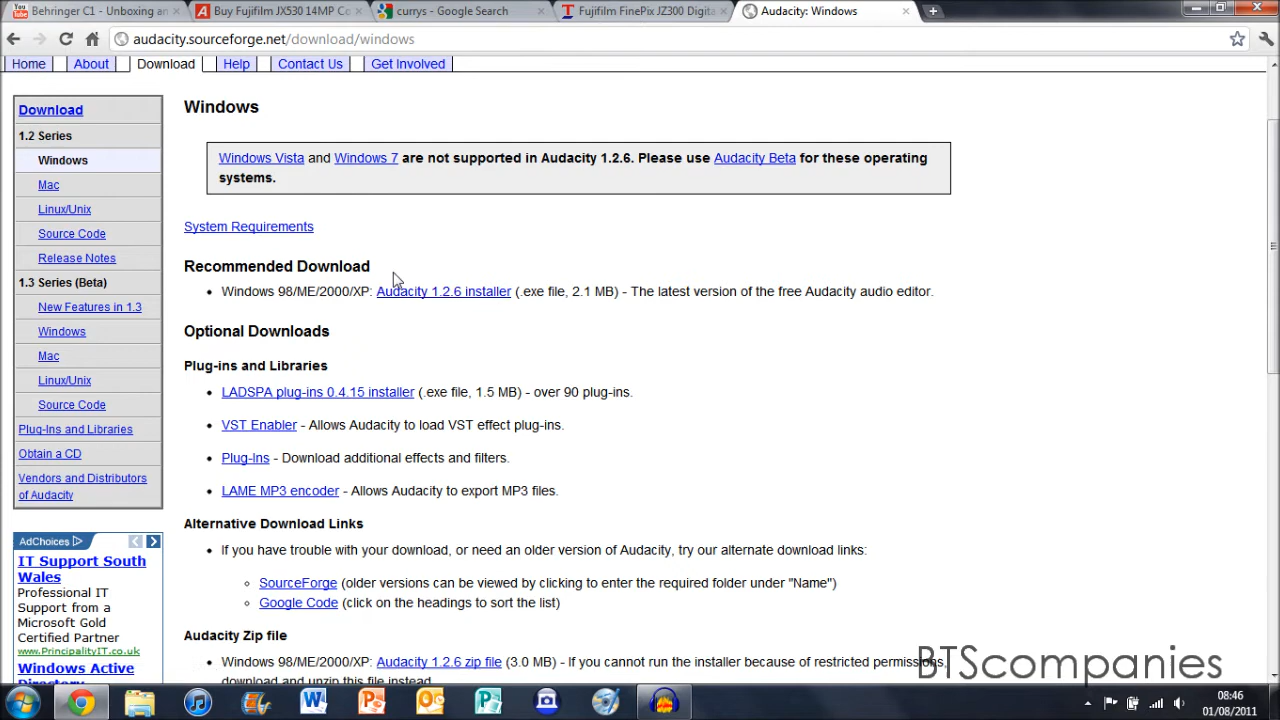 Behringer C1 - Unboxing an
Buy Fujifilm JX530 14MP Co
currys - Google Search
Fujifilm FinePix JZ300 Digita
Audacity: Windows
audacity.sourceforge.net/download/windows
Home About Download Help Contact Us Get Involved
Download
1.2 Series
Windows
Mac
Linux/Unix
Source Code
Release Notes
1.3 Series (Beta)
New Features in 1.3
Windows
Mac
Linux/Unix
Source Code
Plug-Ins and Libraries
Obtain a CD
Vendors and Distributors
of Audacity
AdChoices
IT Support South
Wales
Professional IT
Support from a
Microsoft Gold
Certified Partner
www.PrincipalityIT.co.uk
Windows Active
Directory
Windows
Windows Vista and Windows 7 are not supported in Audacity 1.2.6. Please use Audacity Beta for these operating
systems.
System Requirements
Recommended Download
• Windows 98/ME/2000/XP: Audacity 1.2.6 installer (.exe file, 2.1 MB) - The latest version of the free Audacity audio editor.
Optional Downloads
Plug-ins and Libraries
• LADSPA plug-ins 0.4.15 installer (.exe file, 1.5 MB) - over 90 plug-ins.
• VST Enabler - Allows Audacity to load VST effect plug-ins.
• Plug-Ins - Download additional effects and filters.
• LAME MP3 encoder - Allows Audacity to export MP3 files.
Alternative Download Links
• If you have trouble with your download, or need an older version of Audacity, try our alternate download links:
SourceForge (older versions can be viewed by clicking to enter the required folder under "Name")
Google Code (click on the headings to sort the list)
Audacity Zip file
• Windows 98/ME/2000/XP: Audacity 1.2.6 zip file (3.0 MB) - If you cannot run the installer because of restricted permissions,
download and unzip this file instead
BTScompanies
08:46
01/08/2011